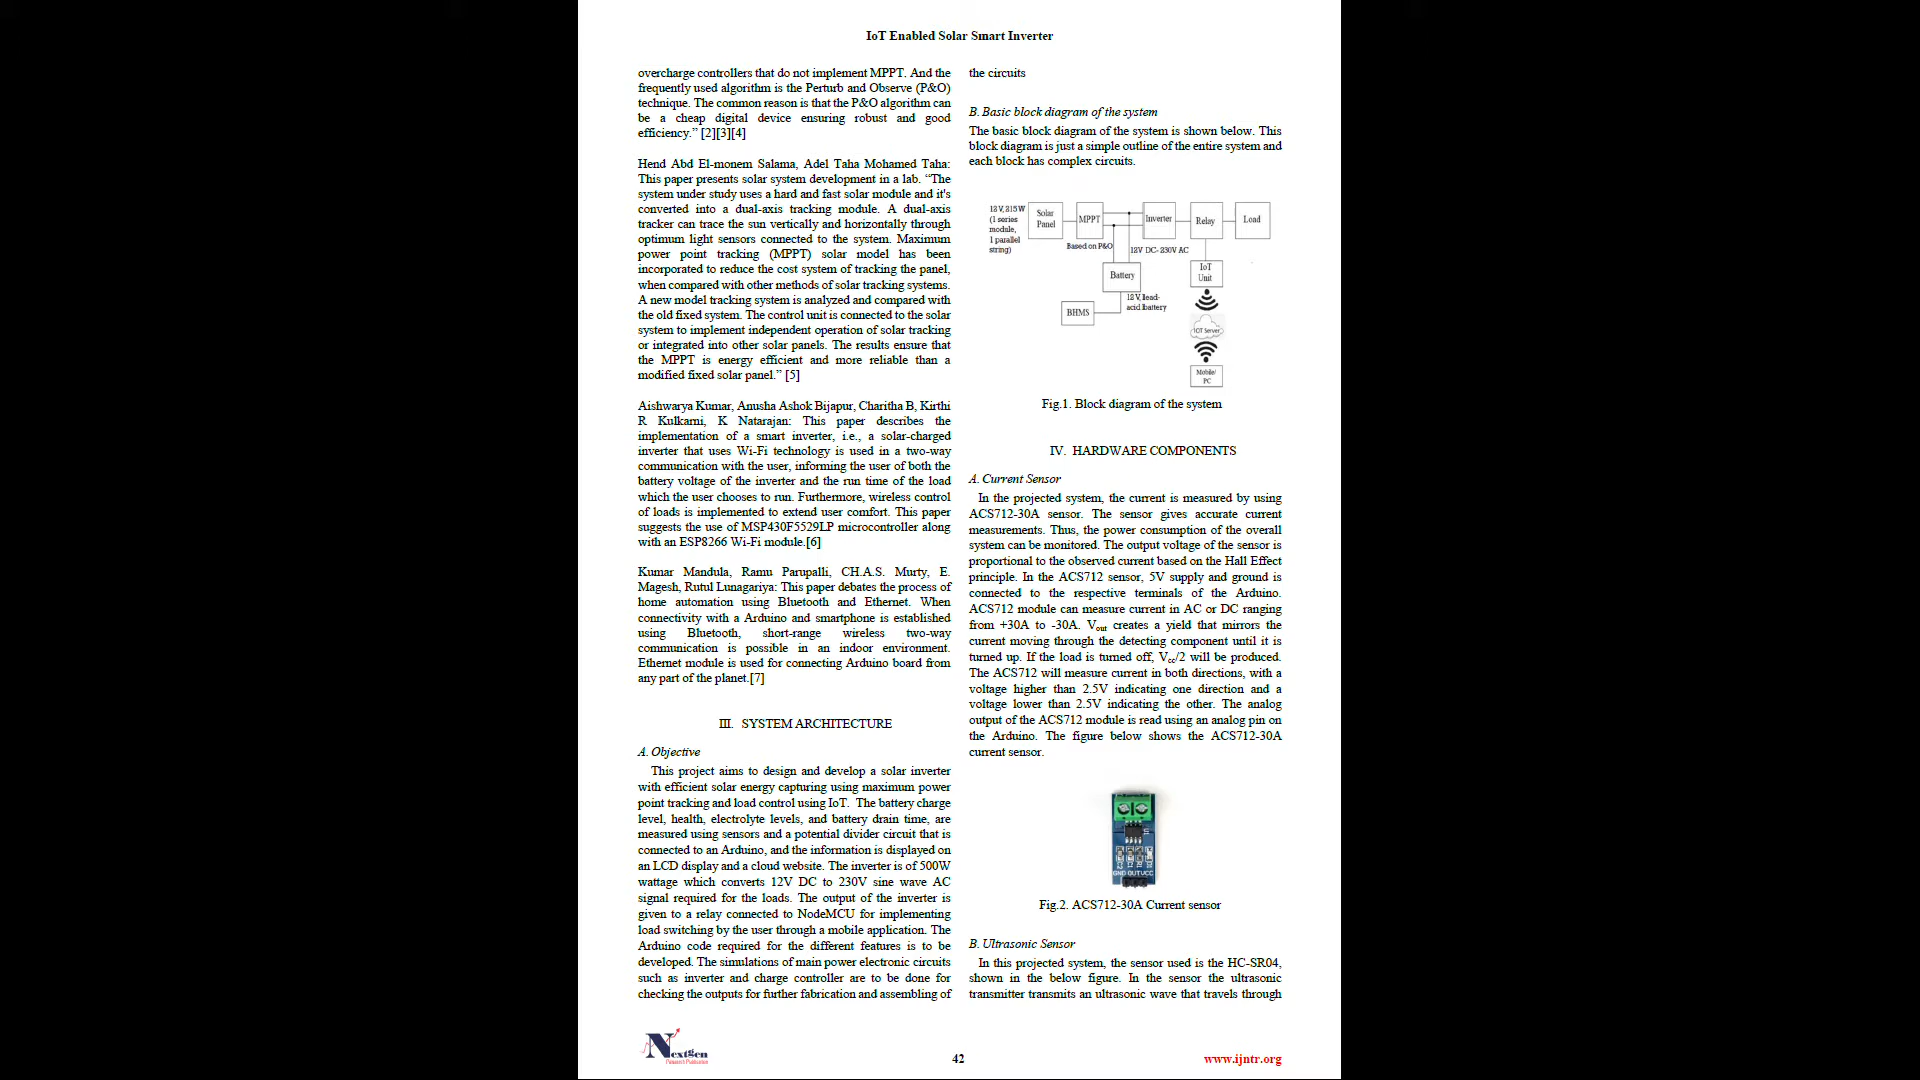 IoT Enabled Solar Smart Inverter
overcharge controllers that do not implement MPPT. And the
frequently used algorithm is the Perturb and Observe (P&O)
technique. The common reason is that the P&O algorithm can
be a cheap digital device ensuring robust and good
efficiency.” [2][3][4]
Hend Abd El-monem Salama, Adel Taha Mohamed Taha:
This paper presents solar system development in a lab. “The
system under study uses a hard and fast solar module and it's
converted into a dual-axis tracking module. A dual-axis
tracker can trace the sun vertically and horizontally through
optimum light sensors connected to the system. Maximum
power point tracking (MPPT) solar model has been
incorporated to reduce the cost system of tracking the panel,
when compared with other methods of solar tracking systems.
A new model tracking system is analyzed and compared with
the old fixed system. The control unit is connected to the solar
system to implement independent operation of solar tracking
or integrated into other solar panels. The results ensure that
the MPPT is energy efficient and more reliable than a
modified fixed solar panel.” [5]
Aishwarya Kumar, Anusha Ashok Bijapur, Charitha B, Kirthi
R Kulkarni, K Natarajan: This paper describes the
implementation of a smart inverter, i.e., a solar-charged
inverter that uses Wi-Fi technology is used in a two-way
communication with the user, informing the user of both the
battery voltage of the inverter and the run time of the load
which the user chooses to run. Furthermore, wireless control
of loads is implemented to extend user comfort. This paper
suggests the use of MSP430F5529LP microcontroller along
with an ESP8266 Wi-Fi module.[6]
Kumar Mandula, Ramu Parupalli, CH.A.S. Murty, E.
Magesh, Rutul Lunagariya: This paper debates the process of
home automation using Bluetooth and Ethernet. When
connectivity with a Arduino and smartphone is established
using Bluetooth, short-range wireless two-way
communication is possible in an indoor environment.
Ethernet module is used for connecting Arduino board from
any part of the planet.[7]
III. SYSTEM ARCHITECTURE
A. Objective
This project aims to design and develop a solar inverter
with efficient solar energy capturing using maximum power
point tracking and load control using IoT. The battery charge
level, health, electrolyte levels, and battery drain time, are
measured using sensors and a potential divider circuit that is
connected to an Arduino, and the information is displayed on
an LCD display and a cloud website. The inverter is of 500W
wattage which converts 12V DC to 230V sine wave AC
signal required for the loads. The output of the inverter is
given to a relay connected to NodeMCU for implementing
load switching by the user through a mobile application. The
Arduino code required for the different features is to be
developed. The simulations of main power electronic circuits
such as inverter and charge controller are to be done for
checking the outputs for further fabrication and assembling of
the circuits
B. Basic block diagram of the system
The basic block diagram of the system is shown below. This
block diagram is just a simple outline of the entire system and
each block has complex circuits.
12V, 215W
(1 series
module,
1 parallel
string)
Solar
Panel
MPPT
Inverter
Relay
Load
Based on P&O
12V DC-230V AC
Battery
IoT
Unit
12V, lead-
acid battery
BHMS
IOT Server
Mobile/
PC
Fig.1. Block diagram of the system
IV. HARDWARE COMPONENTS
A. Current Sensor
In the projected system, the current is measured by using
ACS712-30A sensor. The sensor gives accurate current
measurements. Thus, the power consumption of the overall
system can be monitored. The output voltage of the sensor is
proportional to the observed current based on the Hall Effect
principle. In the ACS712 sensor, 5V supply and ground is
connected to the respective terminals of the Arduino.
ACS712 module can measure current in AC or DC ranging
from +30A to -30A. Vout creates a yield that mirrors the
current moving through the detecting component until it is
turned up. If the load is turned off, Vcc/2 will be produced.
The ACS712 will measure current in both directions, with a
voltage higher than 2.5V indicating one direction and a
voltage lower than 2.5V indicating the other. The analog
output of the ACS712 module is read using an analog pin on
the Arduino. The figure below shows the ACS712-30A
current sensor.
GND OUT VCC
Fig.2. ACS712-30A Current sensor
B. Ultrasonic Sensor
In this projected system, the sensor used is the HC-SR04,
shown in the below figure. In the sensor the ultrasonic
transmitter transmits an ultrasonic wave that travels through
Nextgen
42
www.ijntr.org